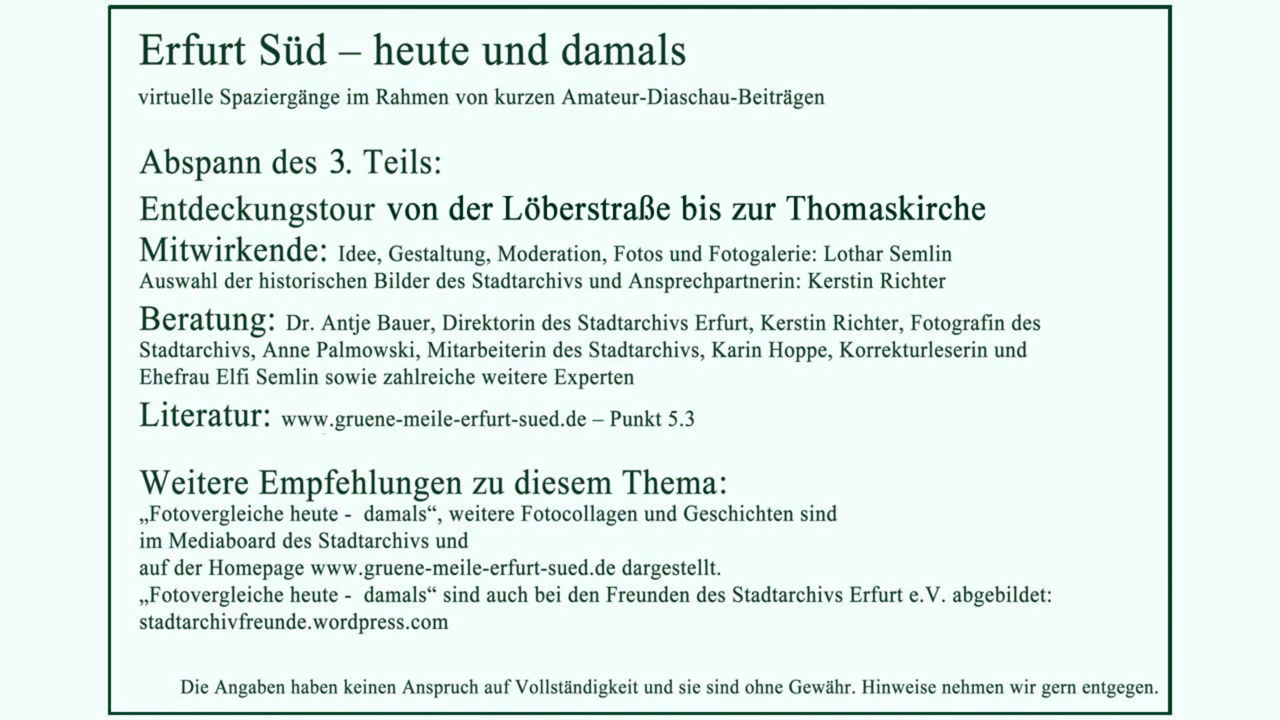 Erfurt Süd – heute und damals
virtuelle Spaziergänge im Rahmen von kurzen Amateur-Diaschau-Beiträgen
Abspann des 3. Teils:
Entdeckungstour von der Löberstraße bis zur Thomaskirche
Mitwirkende: Idee, Gestaltung, Moderation, Fotos und Fotogalerie: Lothar Semlin
Auswahl der historischen Bilder des Stadtarchivs und Ansprechpartnerin: Kerstin Richter
Beratung: Dr. Antje Bauer, Direktorin des Stadtarchivs Erfurt, Kerstin Richter, Fotografin des
Stadtarchivs, Anne Palmowski, Mitarbeiterin des Stadtarchivs, Karin Hoppe, Korrekturleserin und
Ehefrau Elfi Semlin sowie zahlreiche weitere Experten
Literatur: www.gruene-meile-erfurt-sued.de – Punkt 5.3
Weitere Empfehlungen zu diesem Thema:
„Fotovergleiche heute - damals“, weitere Fotocollagen und Geschichten sind
im Mediaboard des Stadtarchivs und
auf der Homepage www.gruene-meile-erfurt-sued.de dargestellt.
„Fotovergleiche heute - damals“ sind auch bei den Freunden des Stadtarchivs Erfurt e.V. abgebildet:
stadtarchivfreunde.wordpress.com
Die Angaben haben keinen Anspruch auf Vollständigkeit und sie sind ohne Gewähr. Hinweise nehmen wir gern entgegen.